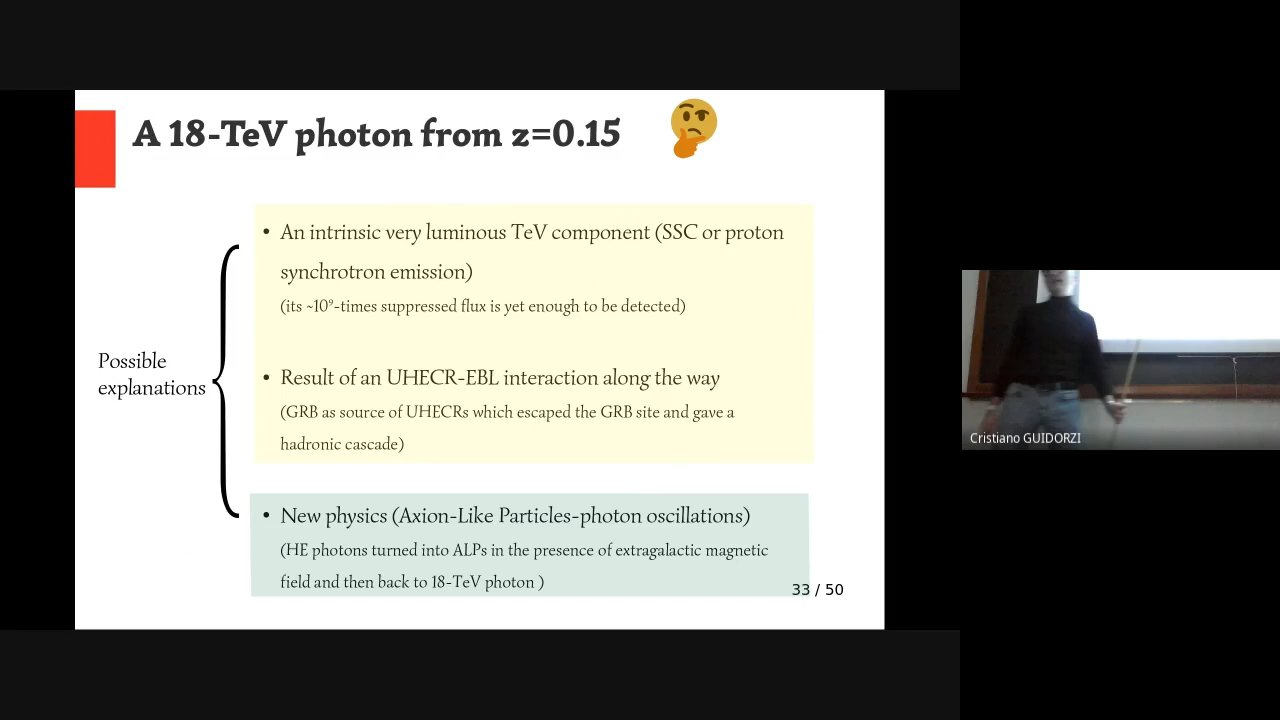 A 18-TeV photon from z=0.15
• An intrinsic very luminous TeV component (SSC or proton
synchrotron emission)
(its ~10⁹-times suppressed flux is yet enough to be detected)
Possible
explanations
• Result of an UHECR-EBL interaction along the way
(GRB as source of UHECRs which escaped the GRB site and gave a
hadronic cascade)
• New physics (Axion-Like Particles-photon oscillations)
(HE photons turned into ALPs in the presence of extragalactic magnetic
field and then back to 18-TeV photon )
33 / 50
Cristiano GUIDORZI